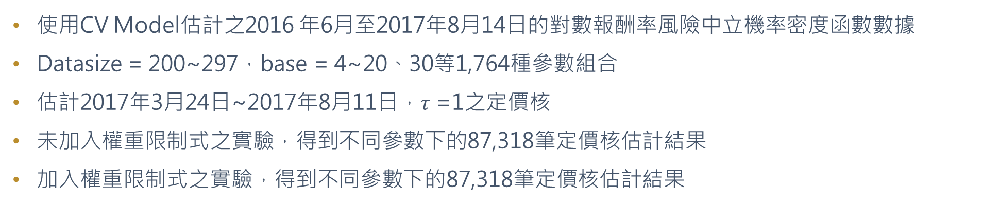 • 使用CV Model估計之2016 年6月至2017年8月14日的對數報酬率風險中立機率密度函數數據
• Datasize = 200~297，base = 4~20、30等1,764種參數組合
• 估計2017年3月24日~2017年8月11日，τ =1之定價核
• 未加入權重限制式之實驗，得到不同參數下的87,318筆定價核估計結果
• 加入權重限制式之實驗，得到不同參數下的87,318筆定價核估計結果